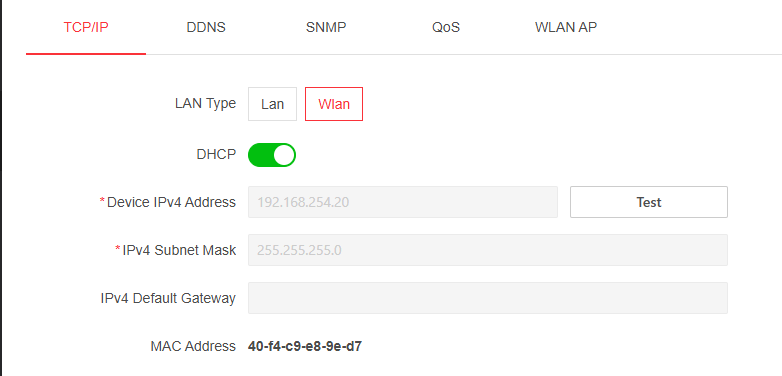 TCP/IP DDNS SNMP QoS WLAN AP
LAN Type Lan Wlan
DHCP
*Device IPv4 Address 192.168.254.20 Test
*IPv4 Subnet Mask 255.255.255.0
IPv4 Default Gateway
MAC Address 40-f4-c9-e8-9e-d7